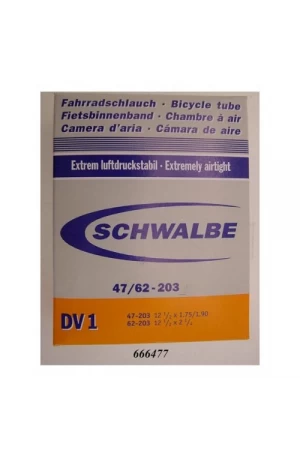 Fahrradschlauch · Bicycle tube
Fietsbinnenband · Chambre à air
Camera d'aria · Cámara de aire
Extrem luftdruckstabil · Extremely airtight
SCHWALBE
47/62-203
DV 1
47-203 12 1/2 x 1.75/1.90
62-203 12 1/2 x 2 1/4
666477